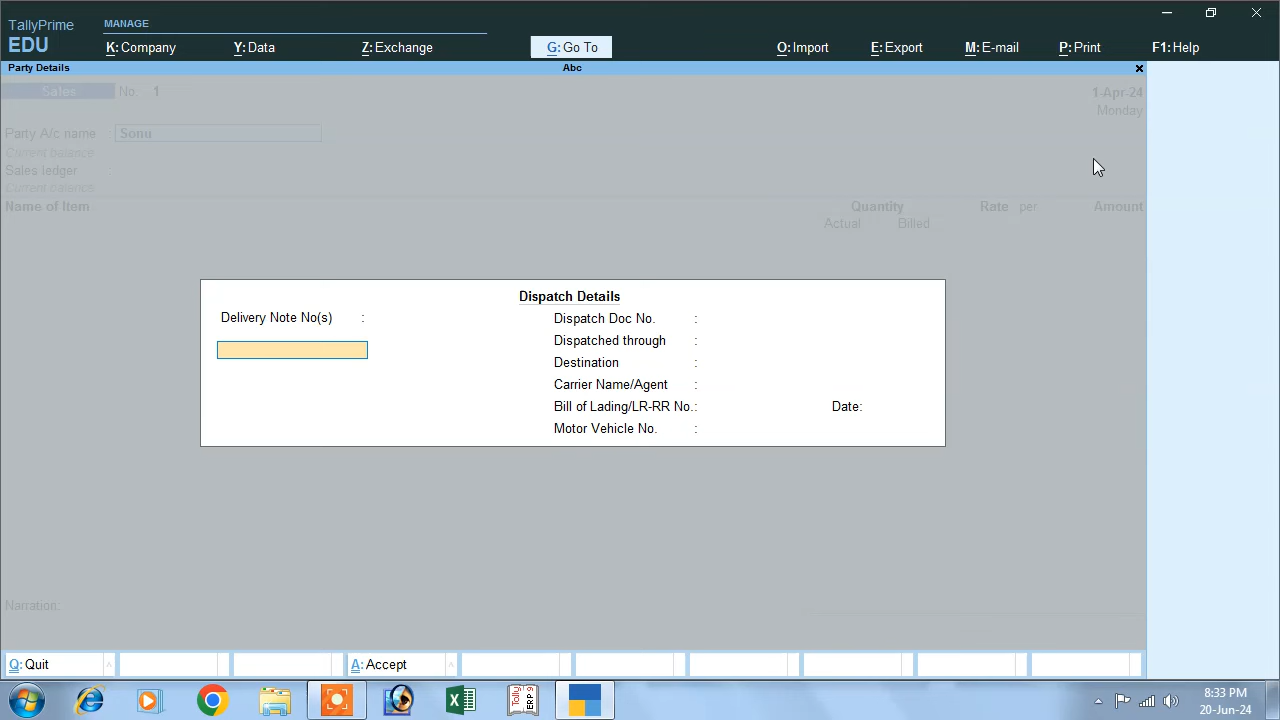 TallyPrime
EDU
MANAGE
K: Company
Y: Data
Z: Exchange
G: Go To
O: Import
E: Export
M: E-mail
P: Print
F1: Help
Party Details
Abc
Sales No. 1
1-Apr-24
Monday
Party A/c name : Sonu
Current balance
Sales ledger :
Current balance
Name of Item
Quantity
Rate per
Amount
Actual Billed
Dispatch Details
Delivery Note No(s) :
Dispatch Doc No. :
Dispatched through :
Destination :
Carrier Name/Agent :
Bill of Lading/LR-RR No. :
Date:
Motor Vehicle No. :
Narration:
Q: Quit
A: Accept
Tally
ERP 9
8:33 PM
20-Jun-24